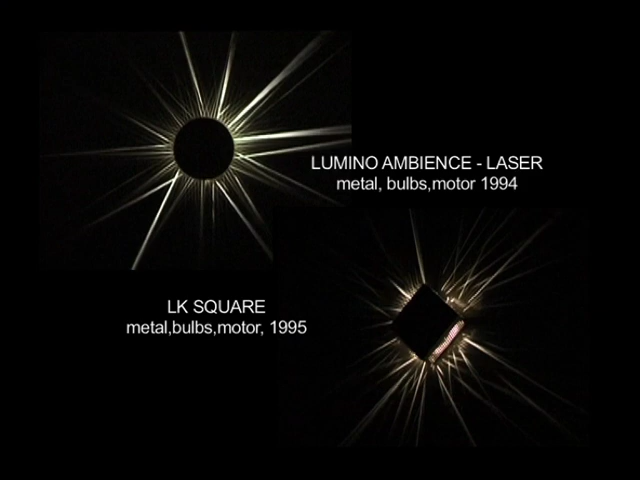 LUMINO AMBIENCE - LASER
metal, bulbs,motor 1994
LK SQUARE
metal,bulbs,motor, 1995